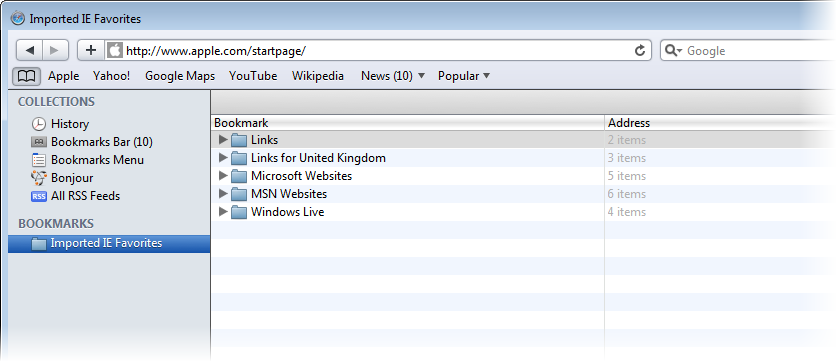 Imported IE Favorites
http://www.apple.com/startpage/ Google
Apple Yahoo! Google Maps YouTube Wikipedia News (10) Popular
COLLECTIONS
History
Bookmarks Bar (10)
Bookmarks Menu
Bonjour
RSS All RSS Feeds
BOOKMARKS
Imported IE Favorites
Bookmark Address
Links 2 items
Links for United Kingdom 3 items
Microsoft Websites 5 items
MSN Websites 6 items
Windows Live 4 items